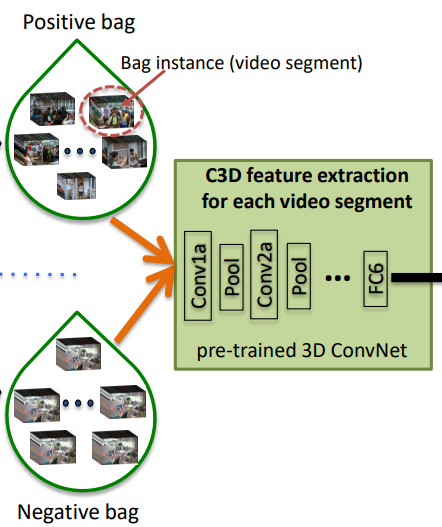 Positive bag
Bag instance (video segment)
C3D feature extraction
for each video segment
Conv1a
Pool
Conv2a
Pool
...
FC6
pre-trained 3D ConvNet
Negative bag